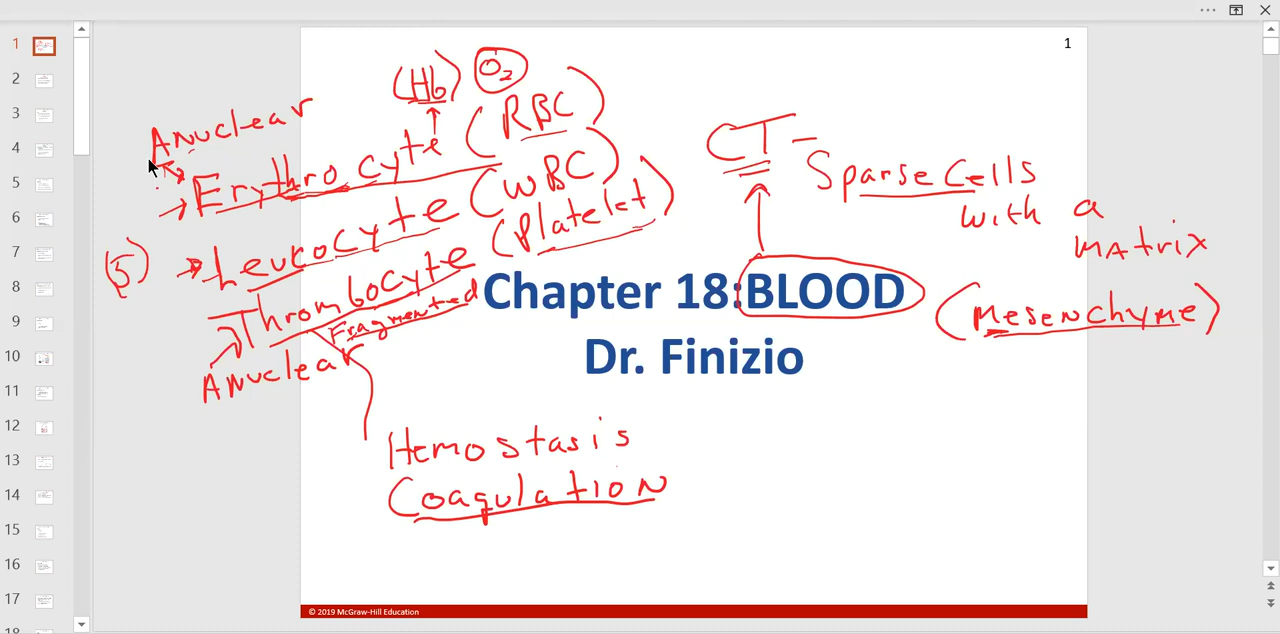 1
1
2
3
4
5
6
7
8
9
10
11
12
13
14
15
16
17
18
(Hb) O2
Anuclear
Erythrocyte (RBC)
(5) Leukocyte (WBC)
Thrombocyte (Platelet)
Fragmented
Anuclear
Hemostasis
Coagulation
CT - Sparse Cells
with a
matrix
(Mesenchyme)
Chapter 18:BLOOD
Dr. Finizio
© 2019 McGraw-Hill Education